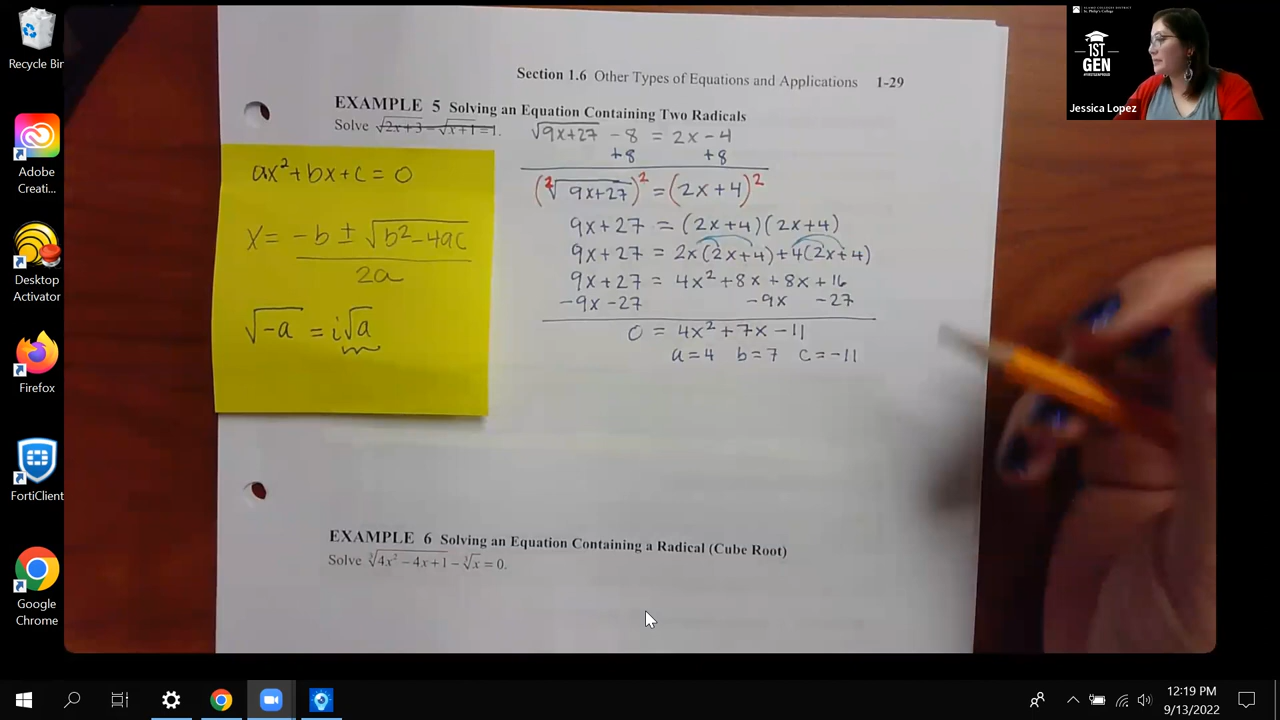 Recycle Bin
Adobe
Creati...
Desktop
Activator
Firefox
FortiClient
Google
Chrome
1ST
GEN
Jessica Lopez
Section 1.6 Other Types of Equations and Applications 1-29
EXAMPLE 5 Solving an Equation Containing Two Radicals
Solve √2x+3 − √x+1 = 1.
√9x+27 - 8 = 2x - 4
+8 +8
(²√9x+27)² = (2x+4)²
9x+27 = (2x+4)(2x+4)
9x+27 = 2x(2x+4)+4(2x+4)
9x+27 = 4x²+8x+8x+16
-9x-27 -9x -27
0 = 4x²+7x-11
a=4 b=7 c=-11
ax²+bx+c=0
x = -b ± √b²-4ac
2a
√-a = i√a
EXAMPLE 6 Solving an Equation Containing a Radical (Cube Root)
Solve ∛4x² − 4x + 1 − ∛x = 0.
12:19 PM
9/13/2022